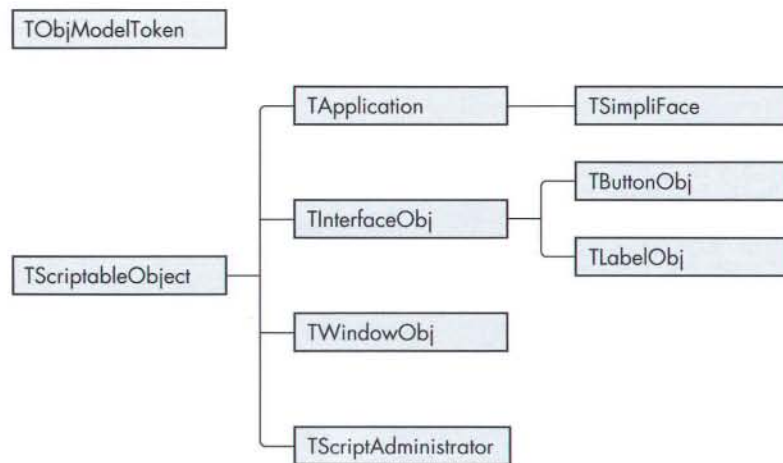 TObjModelToken
TApplication
TSimpliFace
TButtonObj
TInterfaceObj
TLabelObj
TScriptableObject
TWindowObj
TScriptAdministrator